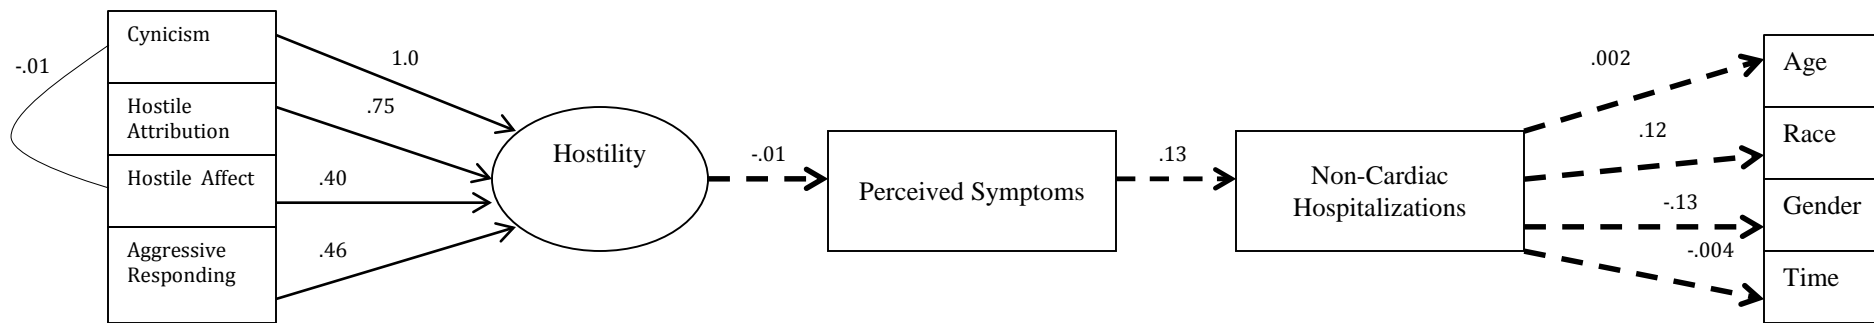 Cynicism
-.01
1.0
.75
Hostile
Attribution
Hostile Affect
.40
Aggressive
Responding
.46
Hostility
-.01
Perceived Symptoms
.13
Non-Cardiac
Hospitalizations
.002
.12
-.13
-.004
Age
Race
Gender
Time